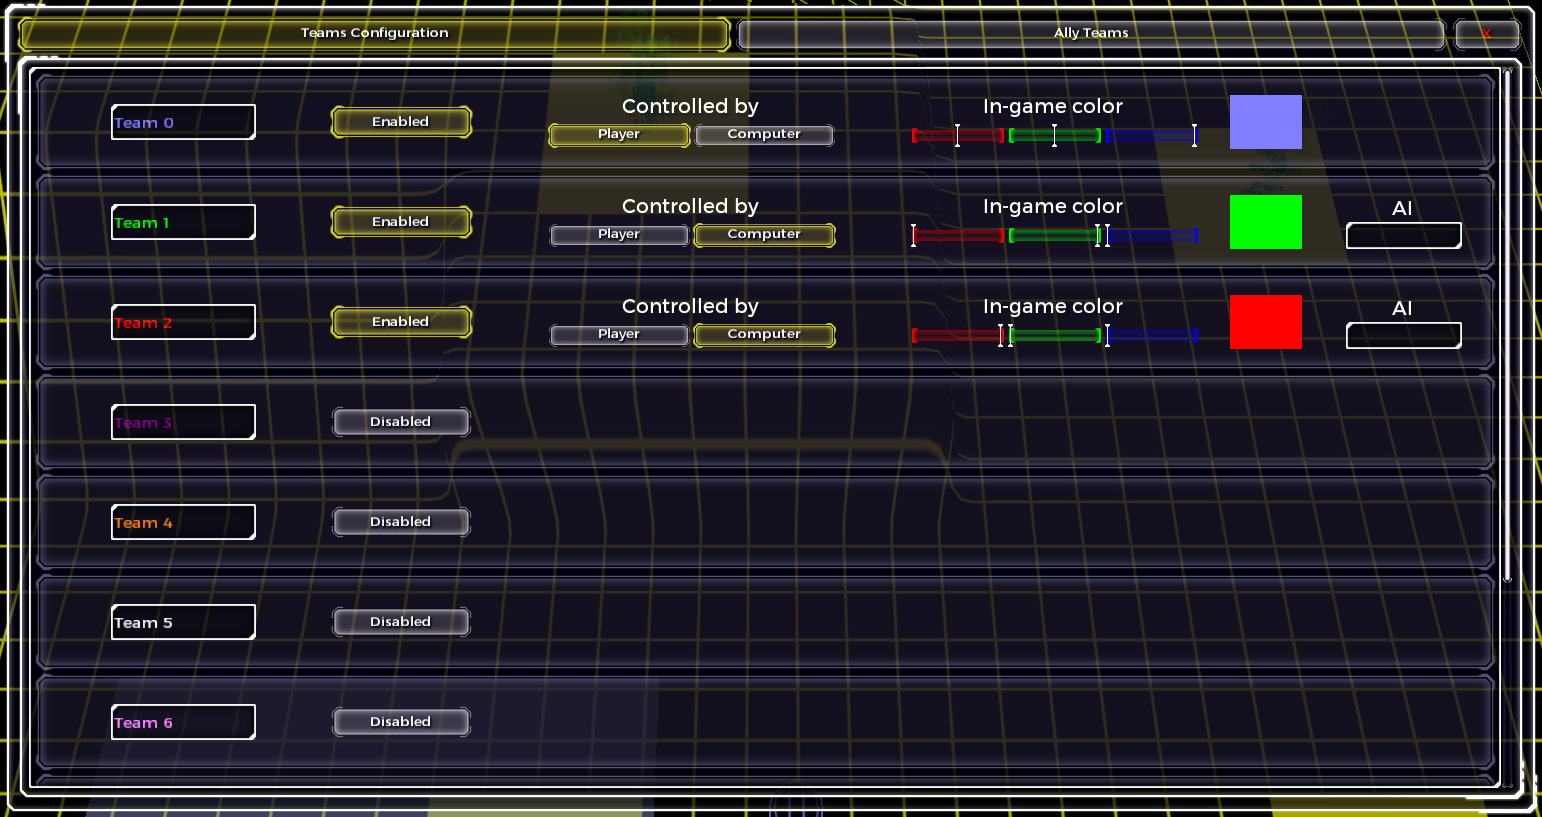 Teams Configuration
Ally Teams
x
Team 0
Enabled
Controlled by
Player
Computer
In-game color
Team 1
Enabled
Controlled by
Player
Computer
In-game color
AI
Team 2
Enabled
Controlled by
Player
Computer
In-game color
AI
Team 3
Disabled
Team 4
Disabled
Team 5
Disabled
Team 6
Disabled